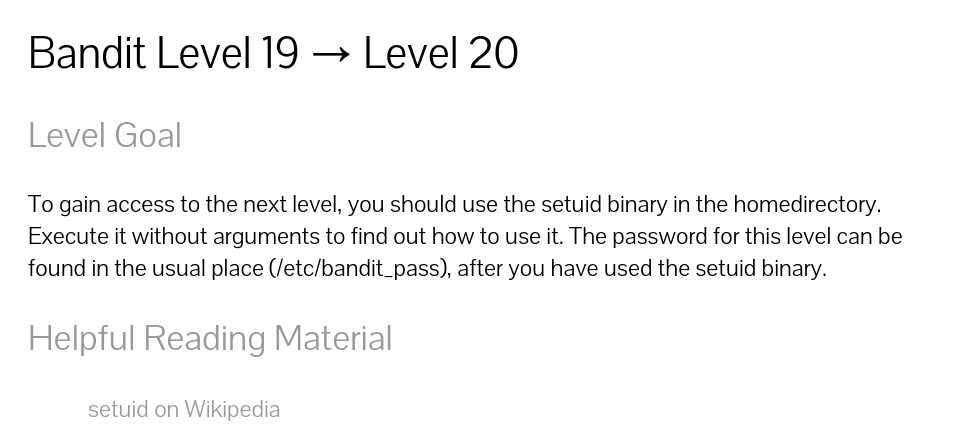 Bandit Level 19 → Level 20
Level Goal
To gain access to the next level, you should use the setuid binary in the homedirectory.
Execute it without arguments to find out how to use it. The password for this level can be
found in the usual place (/etc/bandit_pass), after you have used the setuid binary.
Helpful Reading Material
setuid on Wikipedia